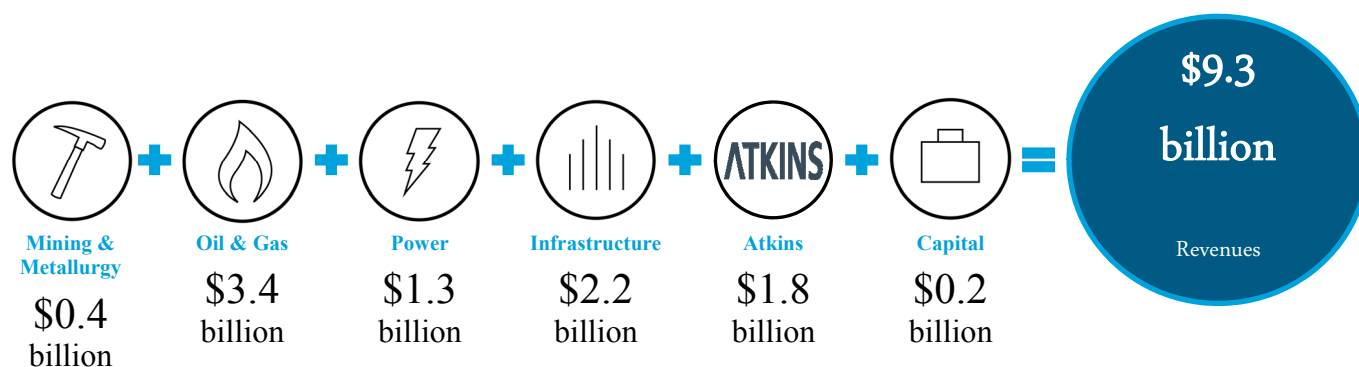 $9.3
billion
Revenues
ATKINS
Mining &
Metallurgy
$0.4
billion
Oil & Gas
$3.4
billion
Power
$1.3
billion
Infrastructure
$2.2
billion
Atkins
$1.8
billion
Capital
$0.2
billion